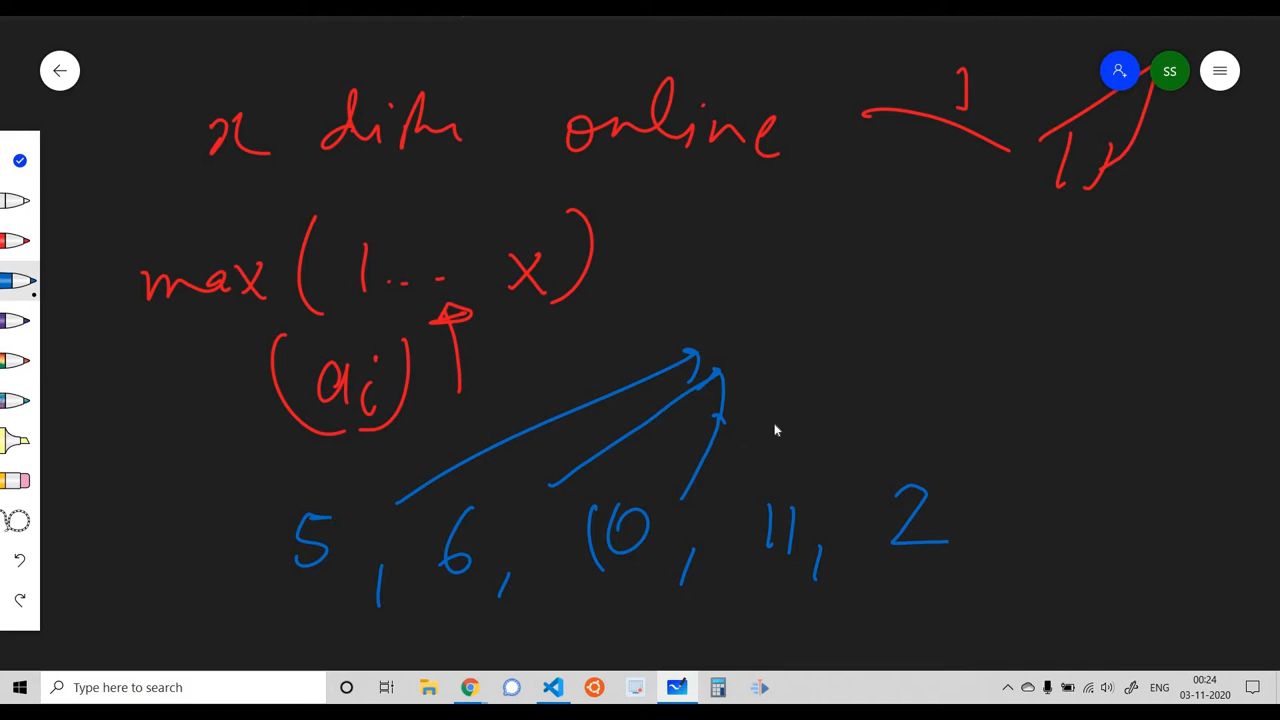 x dish online
SS
max ( 1 . . . x )
( ai )
5 , 6 , 10 , 11 , 2
Type here to search
ENG
00:24
03-11-2020